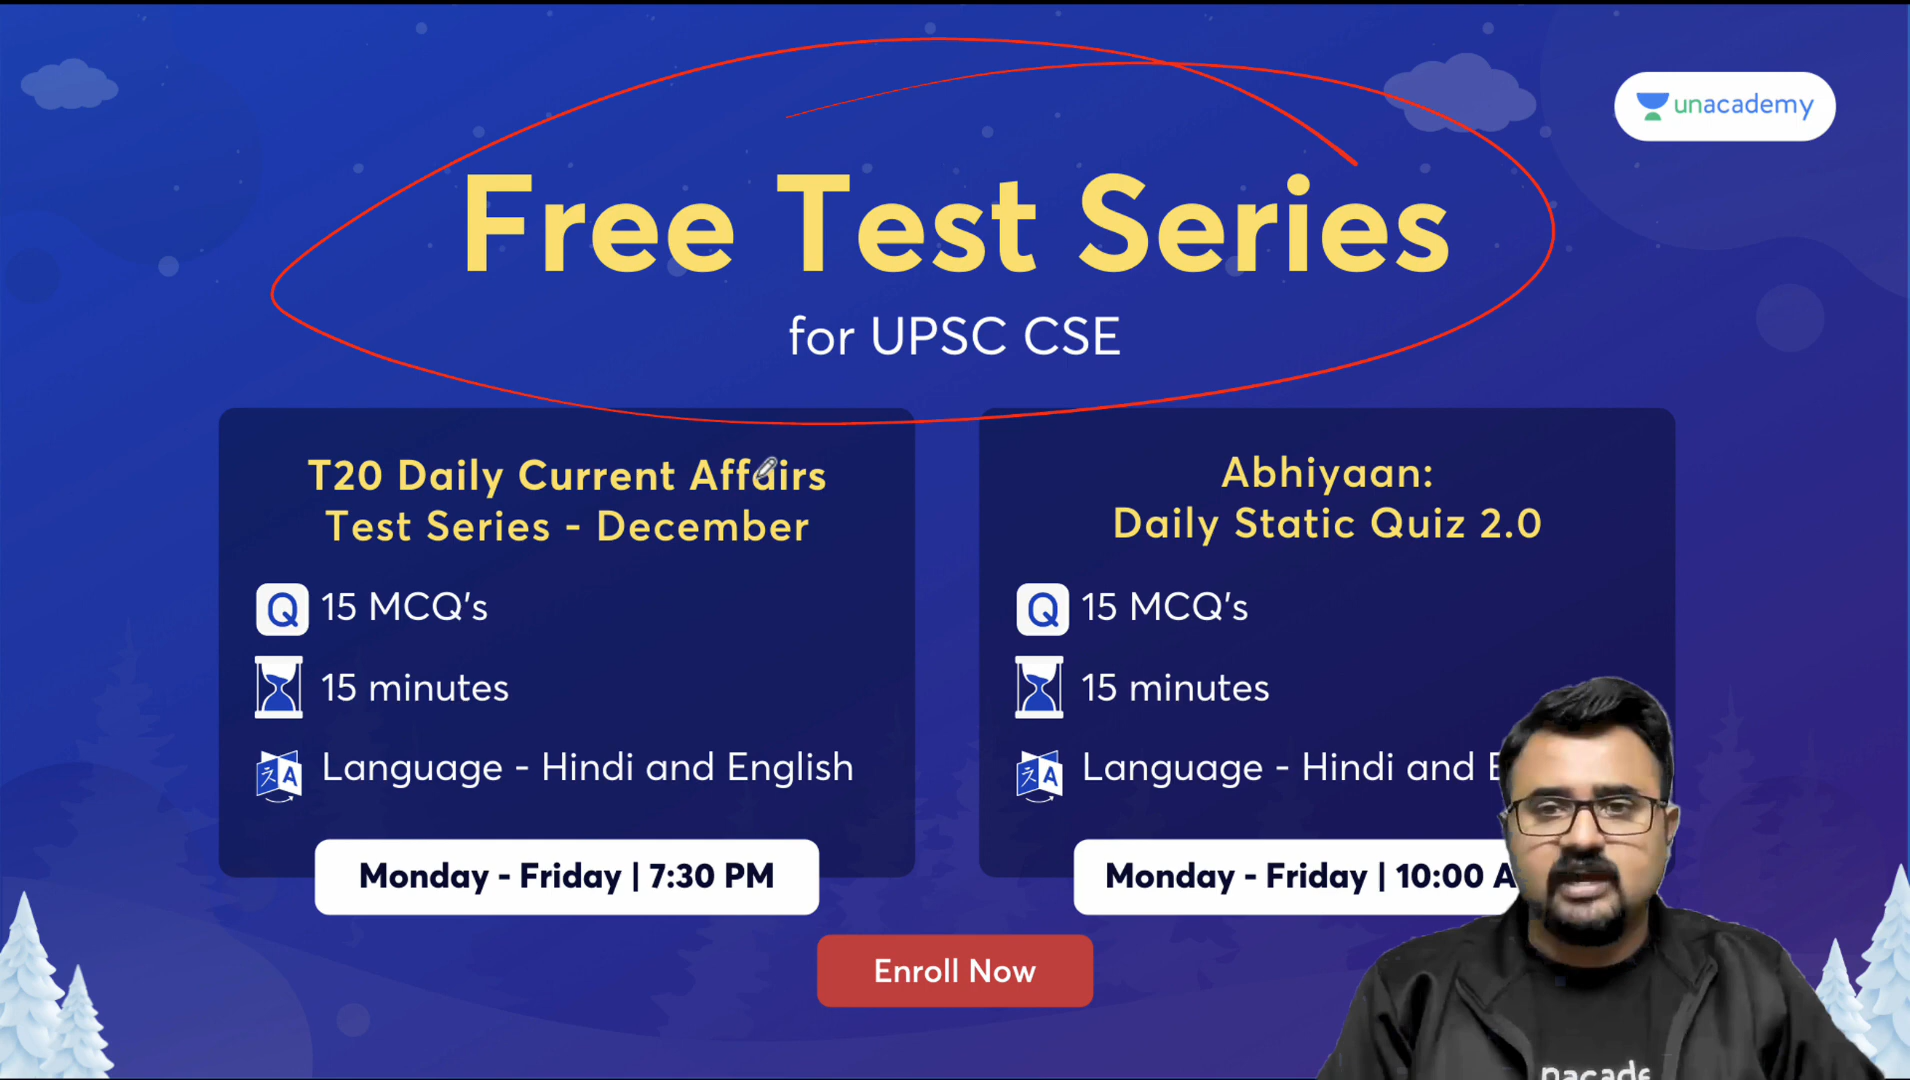 unacademy
Free Test Series
for UPSC CSE
T20 Daily Current Affairs
Test Series - December
Q 15 MCQ's
15 minutes
A Language - Hindi and English
Monday - Friday | 7:30 PM
Abhiyaan:
Daily Static Quiz 2.0
Q 15 MCQ's
15 minutes
A Language - Hindi and
Monday - Friday | 10:00
Enroll Now